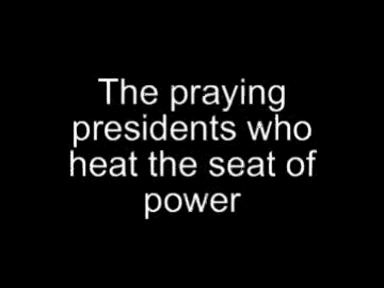 The praying
presidents who
heat the seat of
power